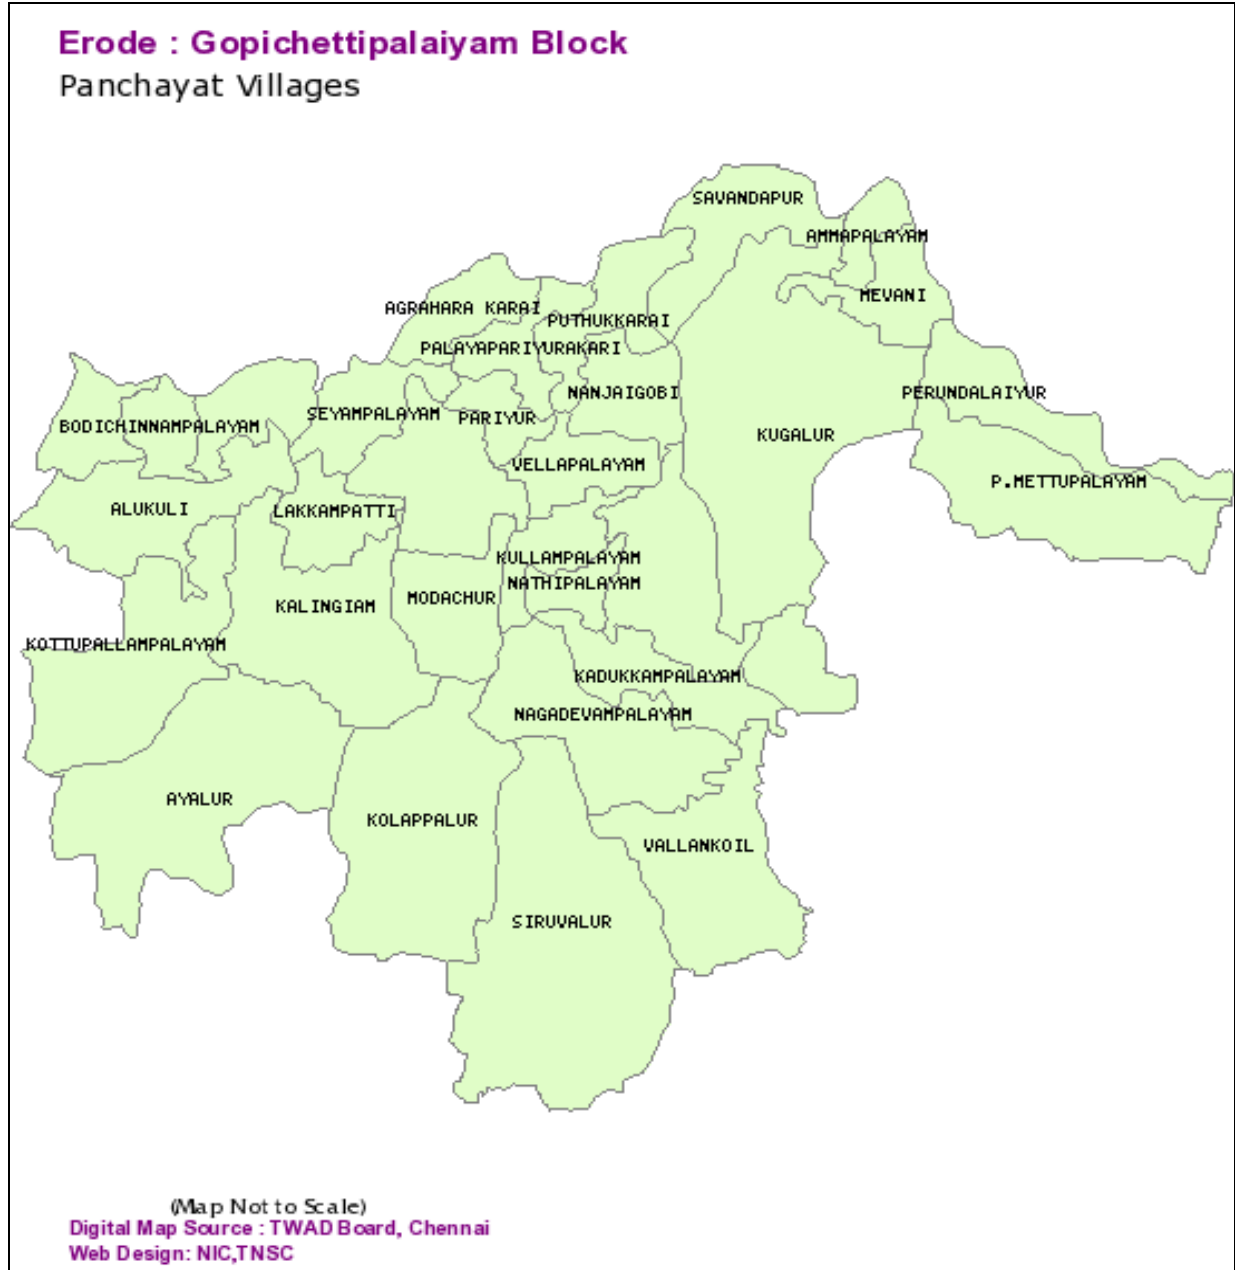 Erode : Gopichettipalaiyam Block
Panchayat Villages
SAVANDAPUR
AMMAPALAYAM
MEVANI
AGRAHARA KARAI
PUTHUKKARAI
PALAYAPARIYURAKARI
NANJAIGOBI
PERUNDALAIYUR
SEYAMPALAYAM
PARIYUR
BODICHINNAMPALAYAM
KUGALUR
VELLAPALAYAM
P.METTUPALAYAM
ALUKULI
LAKKAMPATTI
KULLAMPALAYAM
NATHIPALAYAM
MODACHUR
KALINGIAM
KOTTUPALLAMPALAYAM
KADUKKAMPALAYAM
NAGADEVAMPALAYAM
AYALUR
KOLAPPALUR
VALLANKOIL
SIRUVALUR
(Map Not to Scale)
Digital Map Source : TWAD Board, Chennai
Web Design: NIC,TNSC